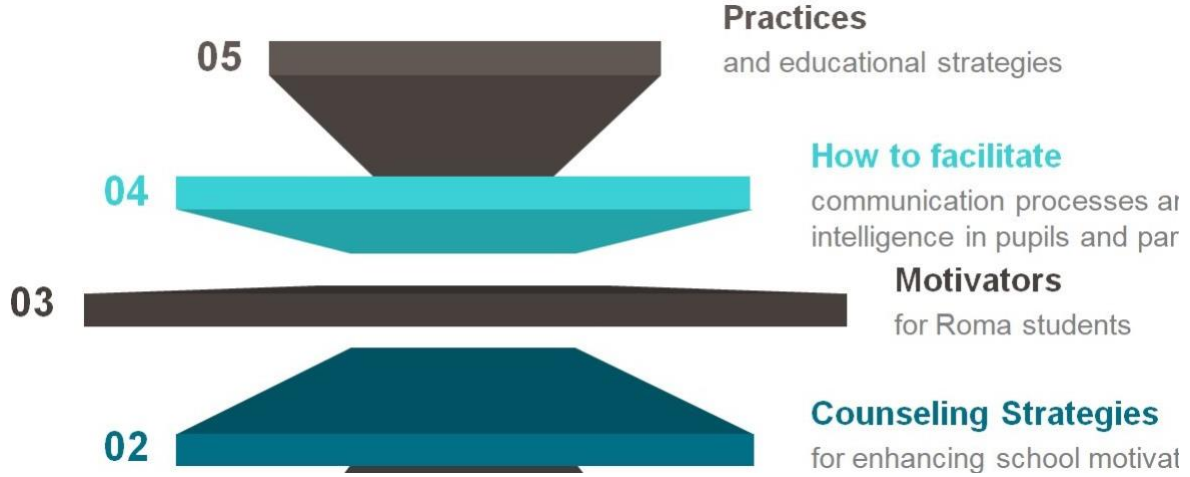 05
Practices
and educational strategies
04
How to facilitate
communication processes
intelligence in pupils and
03
Motivators
for Roma students
02
Counseling Strategies
for enhancing school